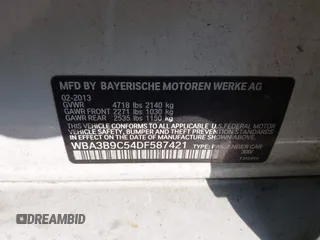 MFD BY BAYERISCHE MOTOREN WERKE AG
02-2013
GVWR 4718 lbs 2140 kg
GAWR FRONT 2271 lbs 1030 kg
GAWR REAR 2535 lbs 1150 kg
THIS VEHICLE CONFORMS TO ALL APPLICABLE FEDERAL MOTOR
VEHICLE SAFETY, BUMPER, AND THEFT PREVENTION STANDARDS
IN EFFECT ON THE DATE OF MANUFACTURE SHOWN ABOVE.
WBA3B9C54DF587421 TYPE: PASSENGER CAR
DREAMBID